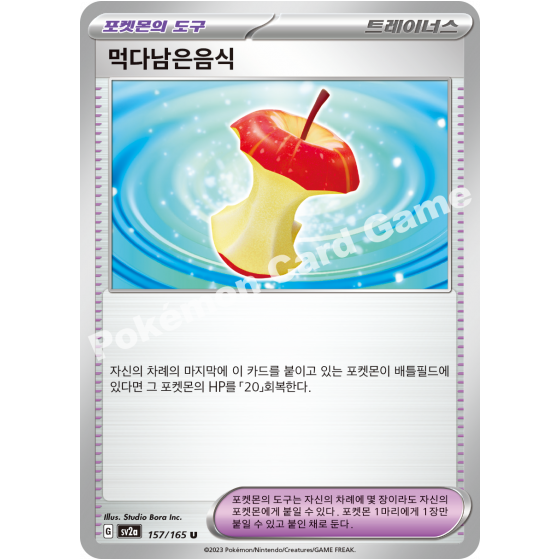 포켓몬의 도구
트레이너스
먹다남은음식
Pokémon Card Game
자신의 차례의 마지막에 이 카드를 붙이고 있는 포켓몬이 배틀필드에
있다면 그 포켓몬의 HP를 「20」회복한다.
포켓몬의 도구는 자신의 차례에 몇 장이라도 자신의
포켓몬에게 붙일 수 있다. 포켓몬 1마리에게 1장만
붙일 수 있고 붙인 채로 둔다.
Illus. Studio Bora Inc.
G sv2a 157/165 U
©2023 Pokémon/Nintendo/Creatures/GAME FREAK.